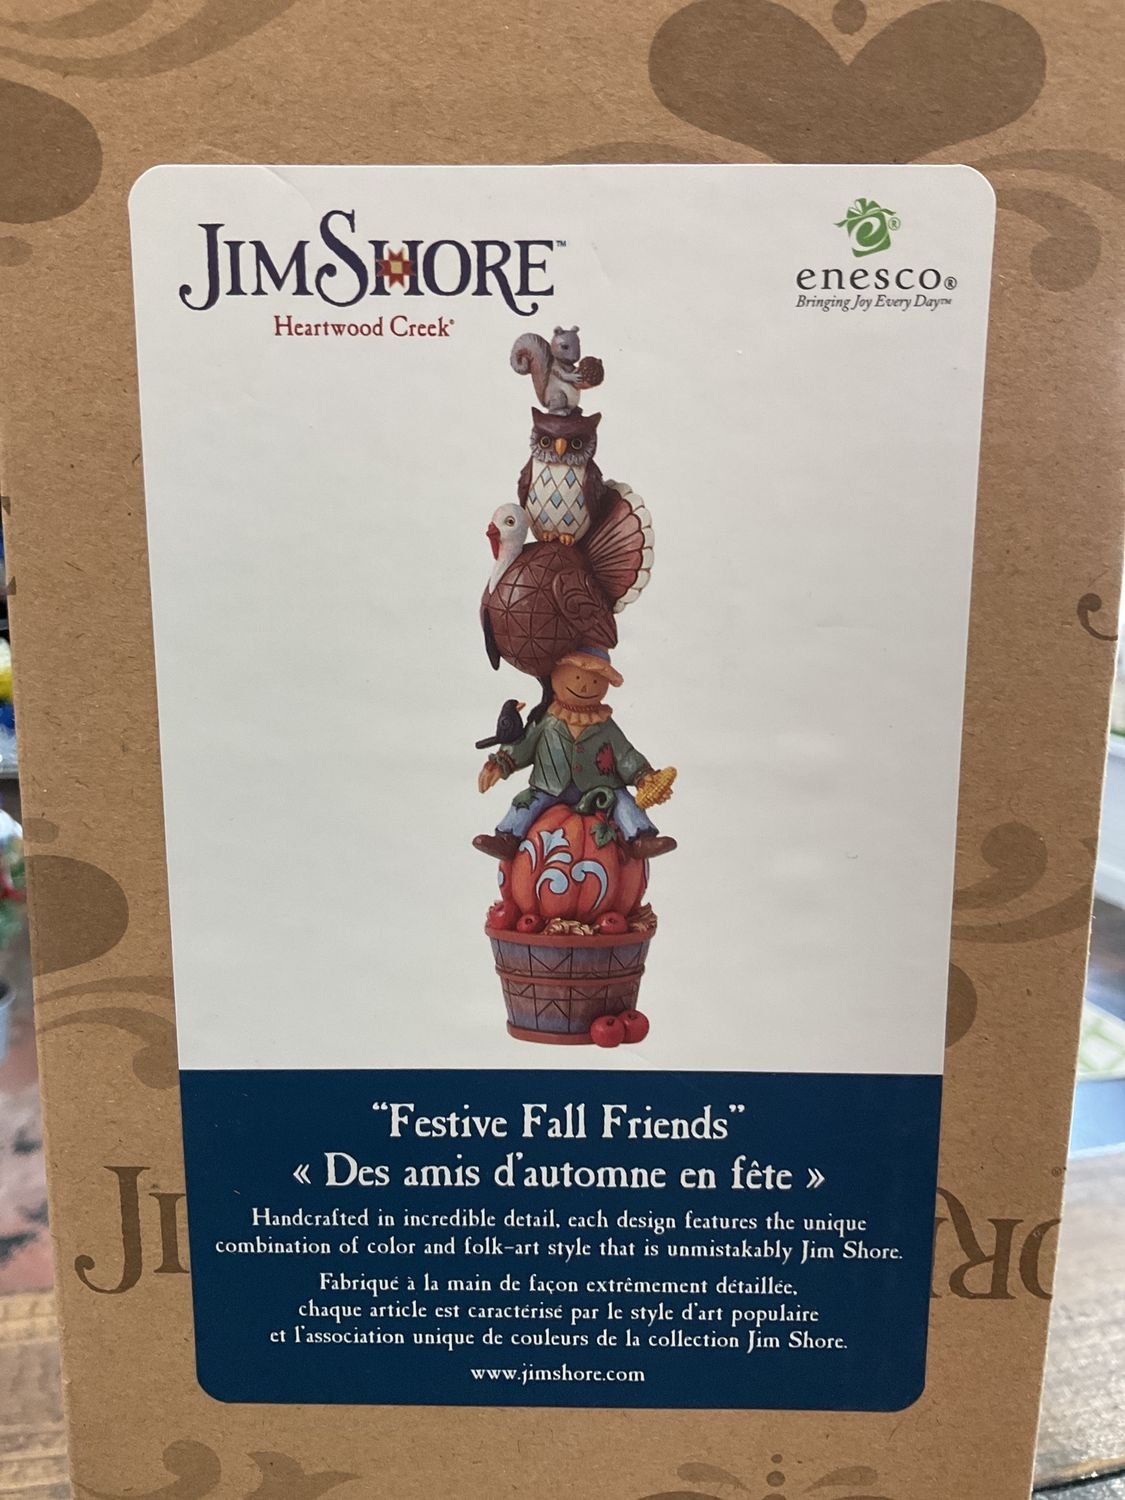 JIM SHORE™
Heartwood Creek®
enesco®
Bringing Joy Every Day™
“Festive Fall Friends”
« Des amis d'automne en fête »
Handcrafted in incredible detail, each design features the unique
combination of color and folk-art style that is unmistakably Jim Shore.
Fabriqué à la main de façon extrêmement détaillée,
chaque article est caractérisé par le style d'art populaire
et l'association unique de couleurs de la collection Jim Shore.
www.jimshore.com